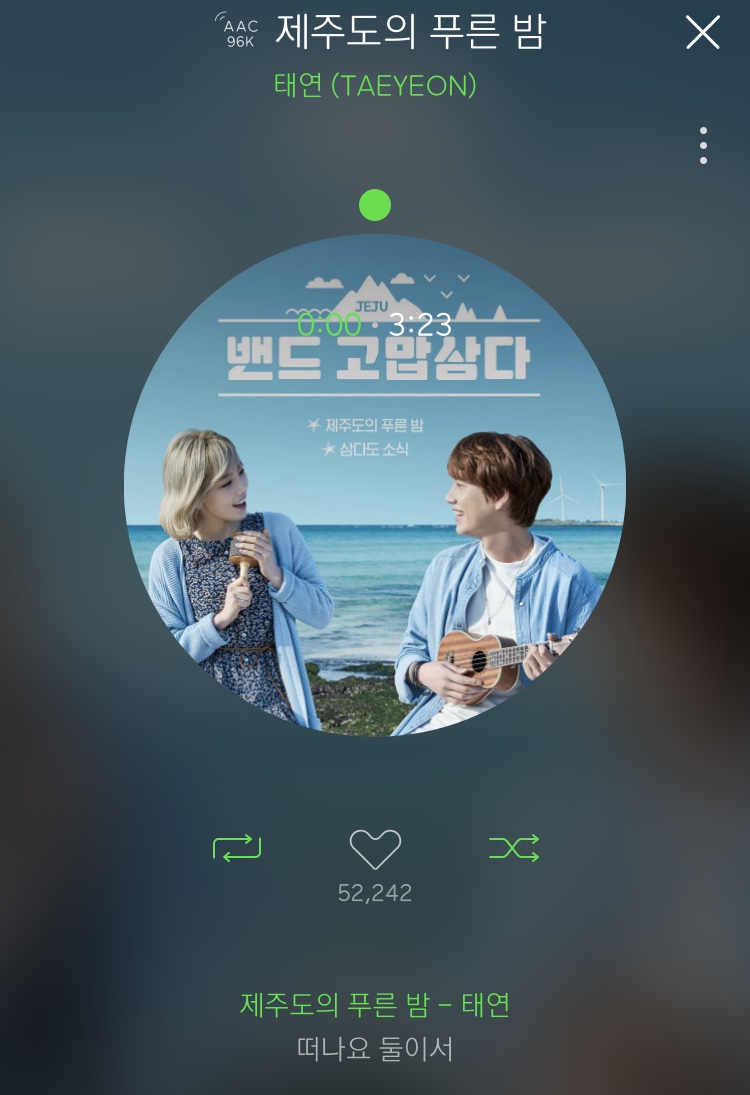 AAC
96K
제주도의 푸른 밤
태연 (TAEYEON)
JEJU
0:00 · 3:23
밴드 고맙삼다
제주도의 푸른 밤
삼다도 소식
52,242
제주도의 푸른 밤 – 태연
떠나요 둘이서